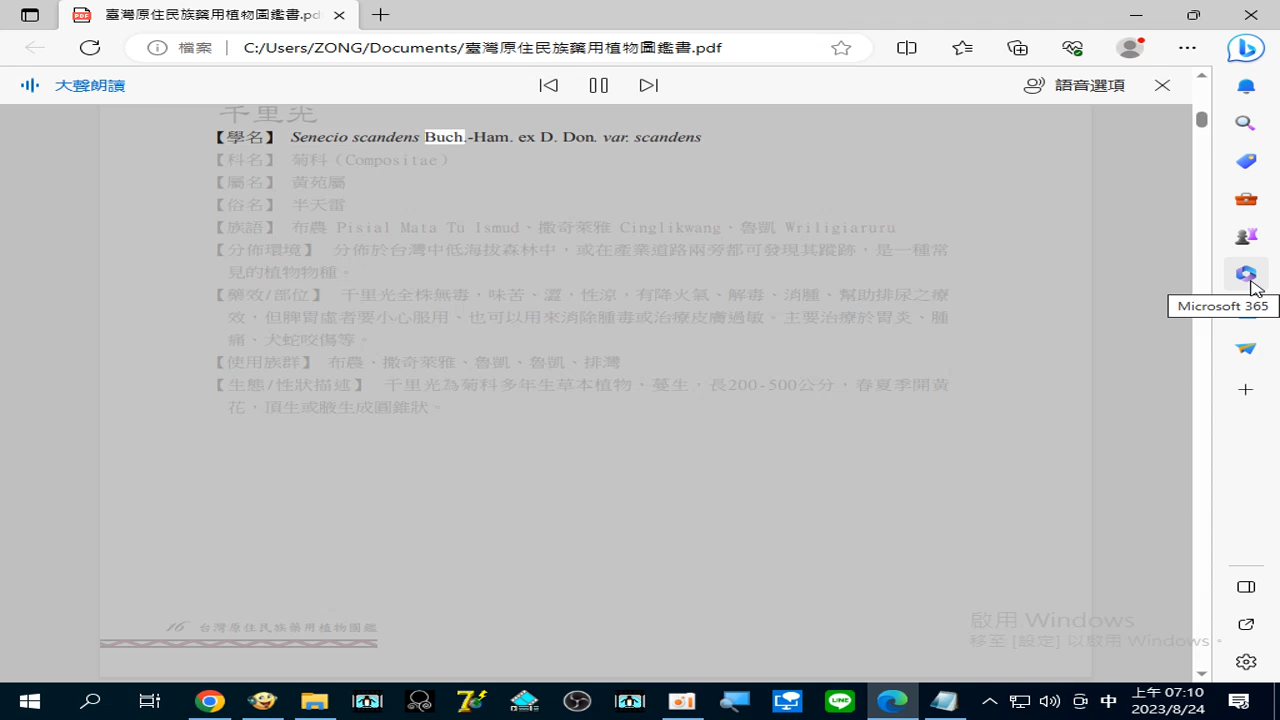 臺灣原住民族藥用植物圖鑑書.pd
檔案 C:/Users/ZONG/Documents/臺灣原住民族藥用植物圖鑑書.pdf
大聲朗讀
語音選項
千里光
【學名】 Senecio scandens Buch.-Ham. ex D. Don. var. scandens
【科名】 菊科（Compositae）
【屬名】 黃菀屬
【俗名】 半天雷
【族語】 布農 Pisial Mata Tu Ismud、撒奇萊雅 Cinglikwang、魯凱 Wriligiaruru
【分佈環境】 分佈於台灣中低海拔森林中，或在產業道路兩旁都可發現其蹤跡，是一種常
見的植物物種。
【藥效/部位】 千里光全株無毒，味苦、澀，性涼，有降火氣、解毒、消腫、幫助排尿之療
效，但脾胃虛者要小心服用、也可以用來消除腫毒或治療皮膚過敏。主要治療於胃炎、腫
痛、犬蛇咬傷等。
【使用族群】 布農、撒奇萊雅、魯凱、魯凱、排灣
【生態/性狀描述】 千里光為菊科多年生草本植物、蔓生，長200-500公分，春夏季開黃
花，頂生或腋生成圓錐狀。
16 台灣原住民族藥用植物圖鑑
Microsoft 365
啟用 Windows
移至 [設定] 以啟用 Windows。
中
上午 07:10
2023/8/24